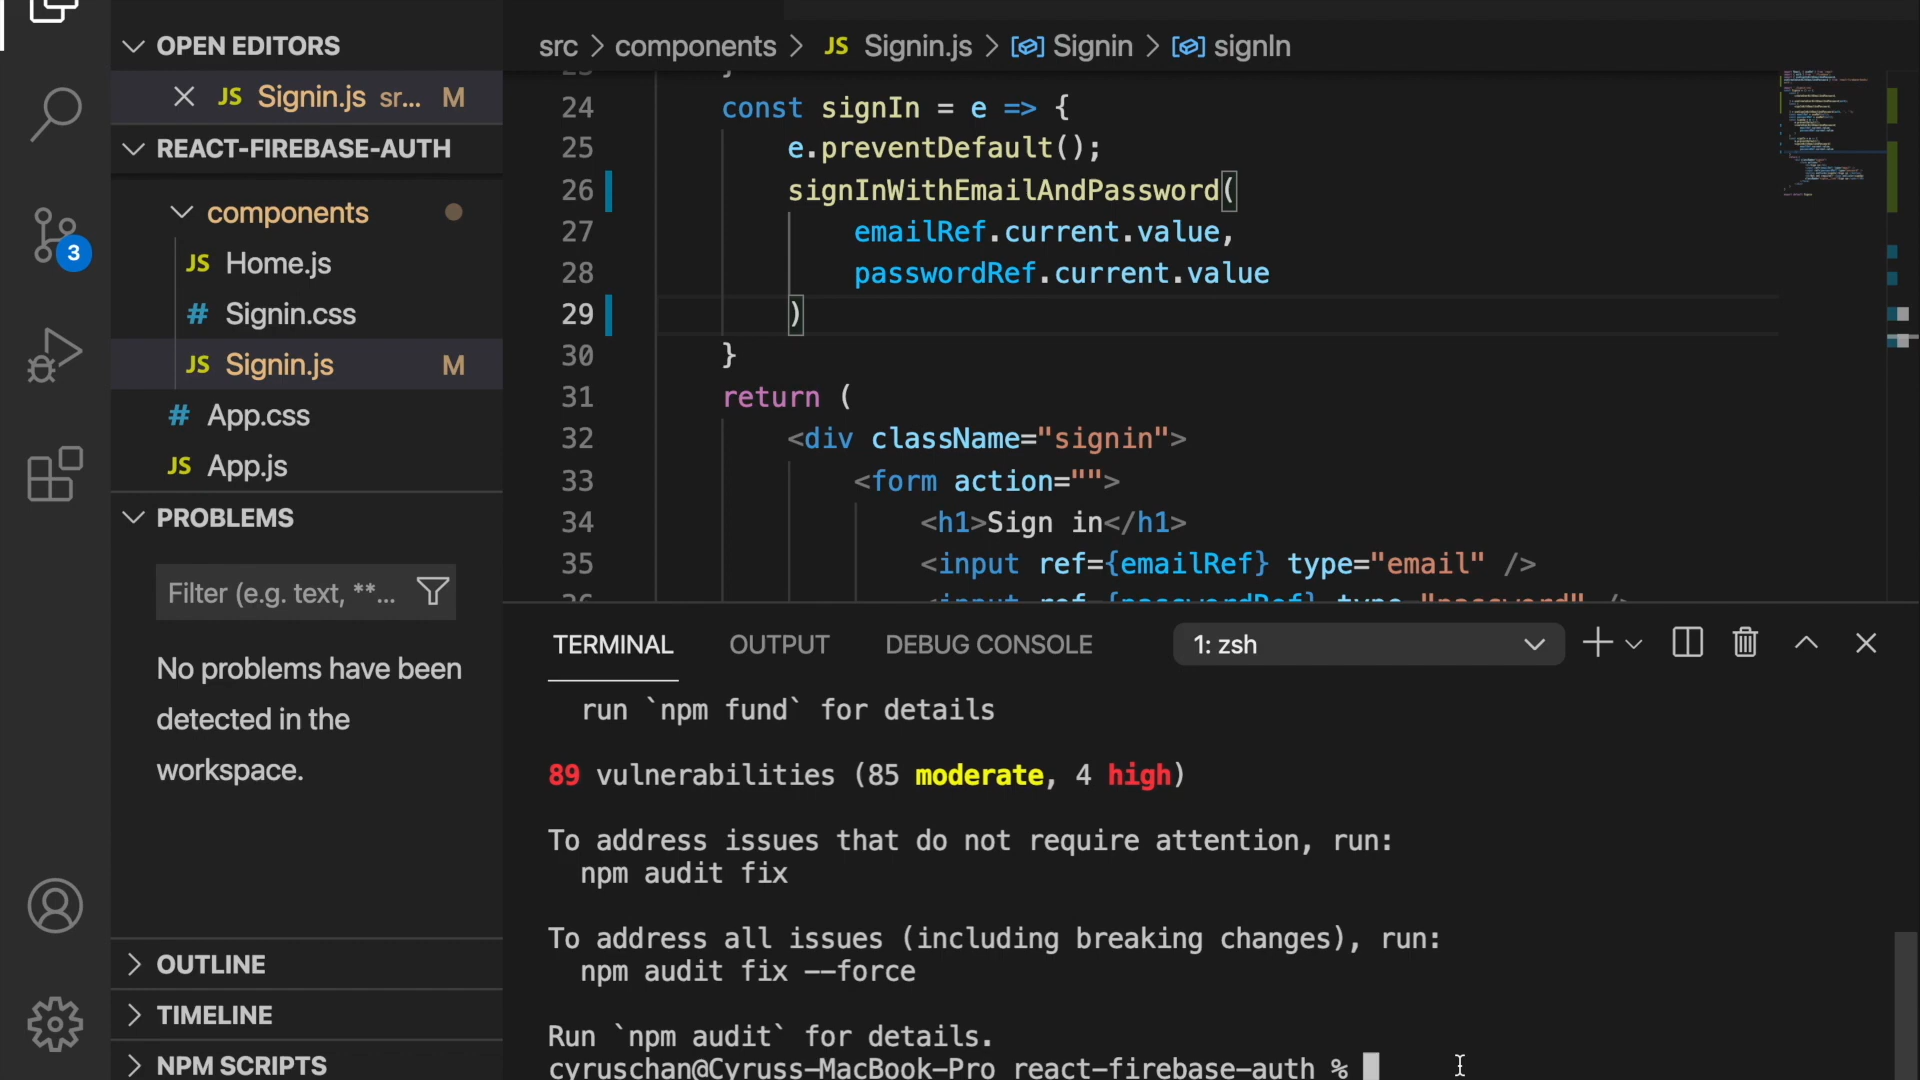 OPEN EDITORS
JS Signin.js sr... M
REACT-FIREBASE-AUTH
components
JS Home.js
# Signin.css
JS Signin.js M
# App.css
JS App.js
3
PROBLEMS
Filter (e.g. text, **...
No problems have been
detected in the
workspace.
OUTLINE
TIMELINE
NPM SCRIPTS
src > components > JS Signin.js > Signin > signIn
24 const signIn = e => {
25 e.preventDefault();
26 signInWithEmailAndPassword(
27 emailRef.current.value,
28 passwordRef.current.value
29 )
30 }
31 return (
32 <div className="signin">
33 <form action="">
34 <h1>Sign in</h1>
35 <input ref={emailRef} type="email" />
<input ref={passwordRef} type="password" />
TERMINAL OUTPUT DEBUG CONSOLE 1: zsh
run `npm fund` for details
89 vulnerabilities (85 moderate, 4 high)
To address issues that do not require attention, run:
npm audit fix
To address all issues (including breaking changes), run:
npm audit fix --force
Run `npm audit` for details.
cyruschan@Cyruss-MacBook-Pro react-firebase-auth %